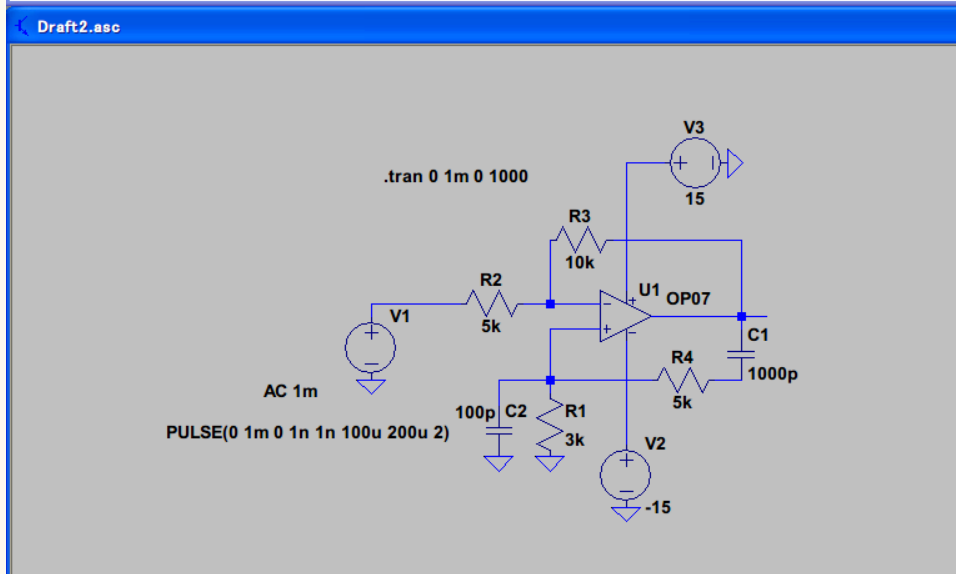 Draft2.asc
V3
.tran 0 1m 0 1000
15
R3
10k
R2
U1
OP07
V1
5k
C1
R4
1000p
AC 1m
5k
100p
C2
R1
PULSE(0 1m 0 1n 1n 100u 200u 2)
3k
V2
-15